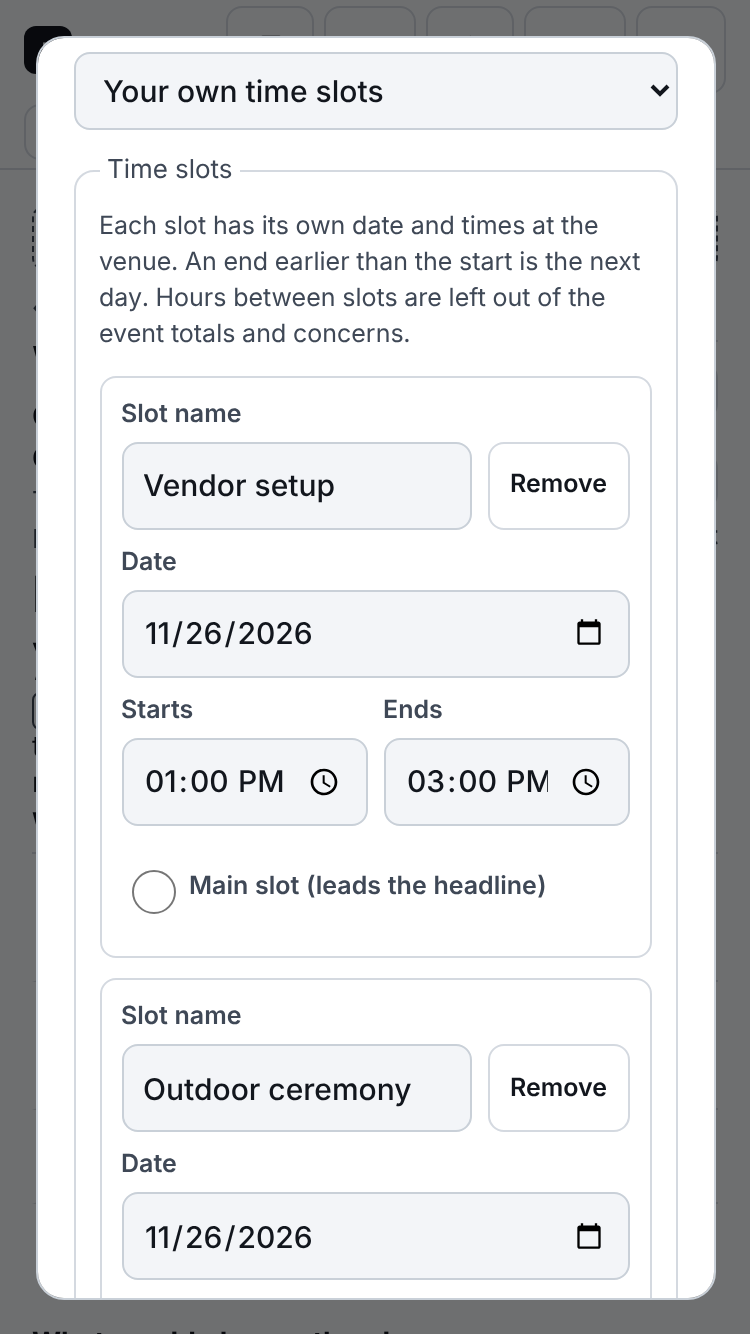 Your own time slots
Time slots
Each slot has its own date and times at the
venue. An end earlier than the start is the next
day. Hours between slots are left out of the
event totals and concerns.
Slot name
Vendor setup
Remove
Date
11/26/2026
Starts
Ends
01:00 PM
03:00 PM
Main slot (leads the headline)
Slot name
Outdoor ceremony
Remove
Date
11/26/2026